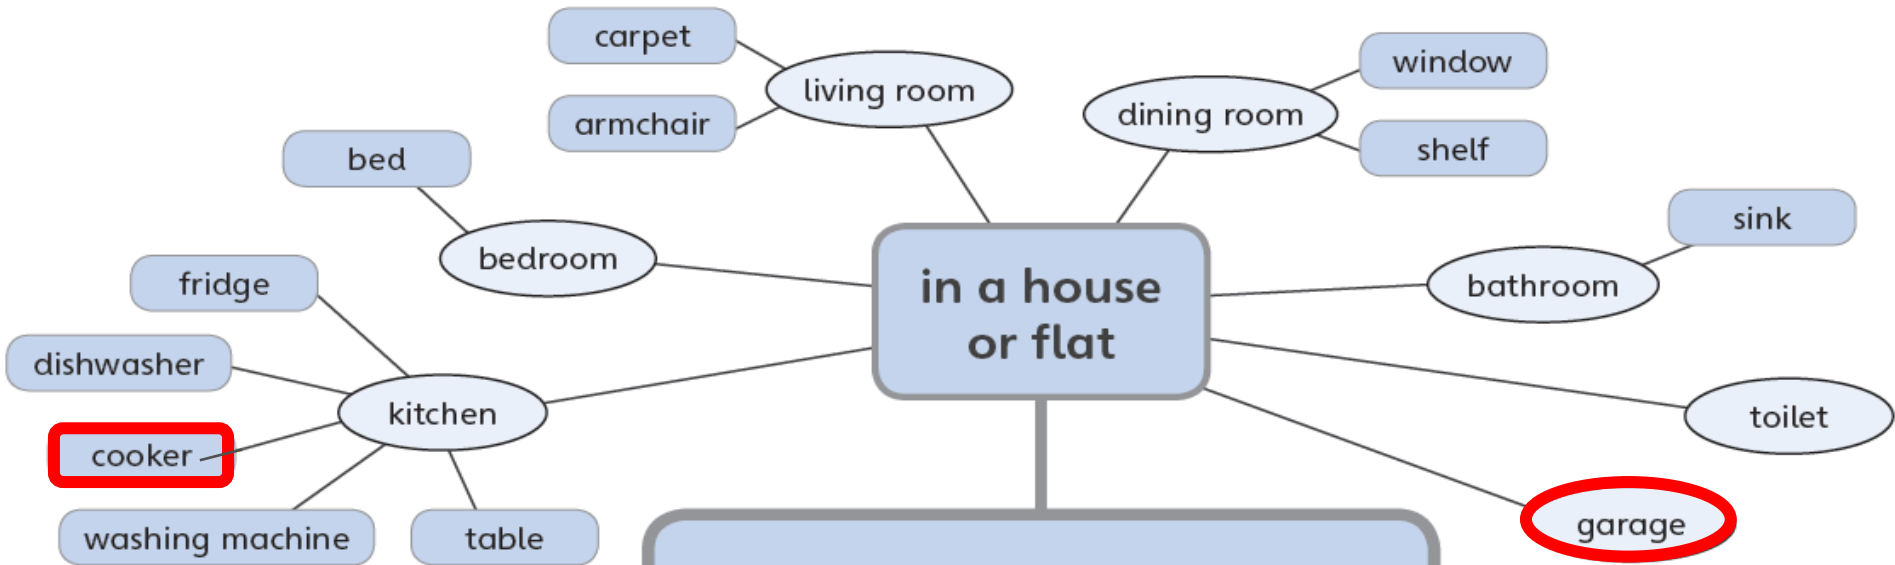 carpet
living room
armchair
window
dining room
shelf
bed
bedroom
sink
bathroom
in a house
or flat
fridge
dishwasher
kitchen
cooker
washing machine
table
toilet
garage